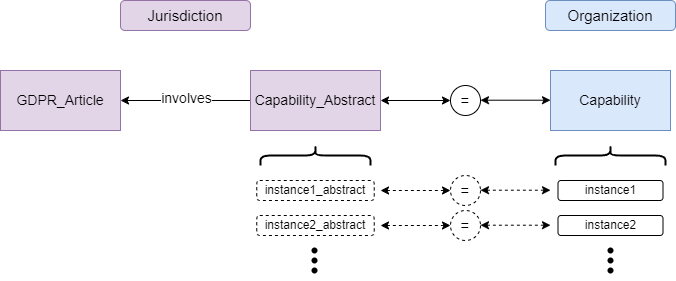 Jurisdiction
Organization
GDPR_Article
involves
Capability_Abstract
=
Capability
instance1_abstract
=
instance1
instance2_abstract
=
instance2